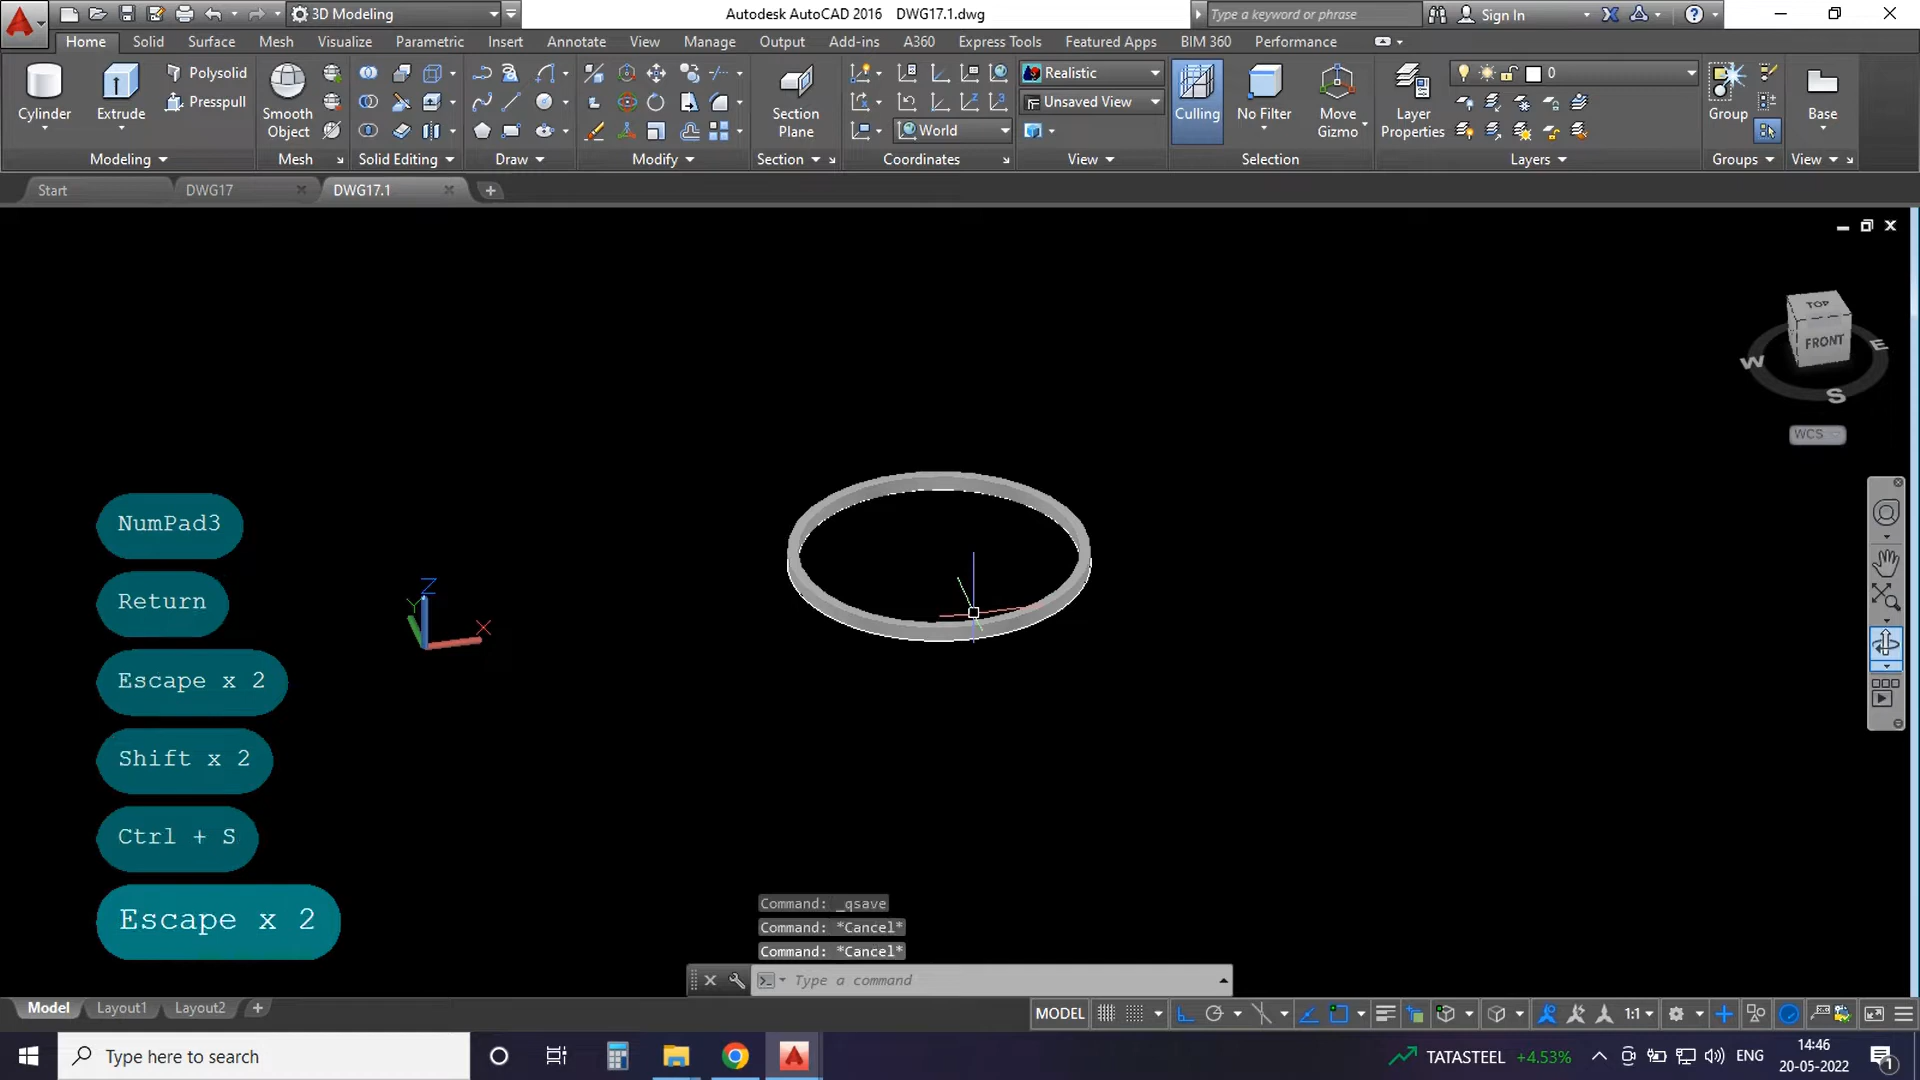 3D Modeling
Autodesk AutoCAD 2016 DWG17.1.dwg
Type a keyword or phrase
Sign In
Home Solid Surface Mesh Visualize Parametric Insert Annotate View Manage Output Add-ins A360 Express Tools Featured Apps BIM 360 Performance
Cylinder
Extrude
Polysolid
Presspull
Smooth Object
Section Plane
World
Realistic
Unsaved View
Culling
No Filter
Move Gizmo
Layer Properties
0
Group
Base
Modeling Mesh Solid Editing Draw Modify Section Coordinates View Selection Layers Groups View
Start DWG17 DWG17.1
TOP
FRONT
W E
S
WCS
Z
Y
X
NumPad3
Return
Escape x 2
Shift x 2
Ctrl + S
Escape x 2
Command: _qsave
Command: *Cancel*
Command: *Cancel*
Type a command
Model Layout1 Layout2
MODEL
1:1
Type here to search
TATASTEEL +4.53%
ENG
14:46
20-05-2022
1